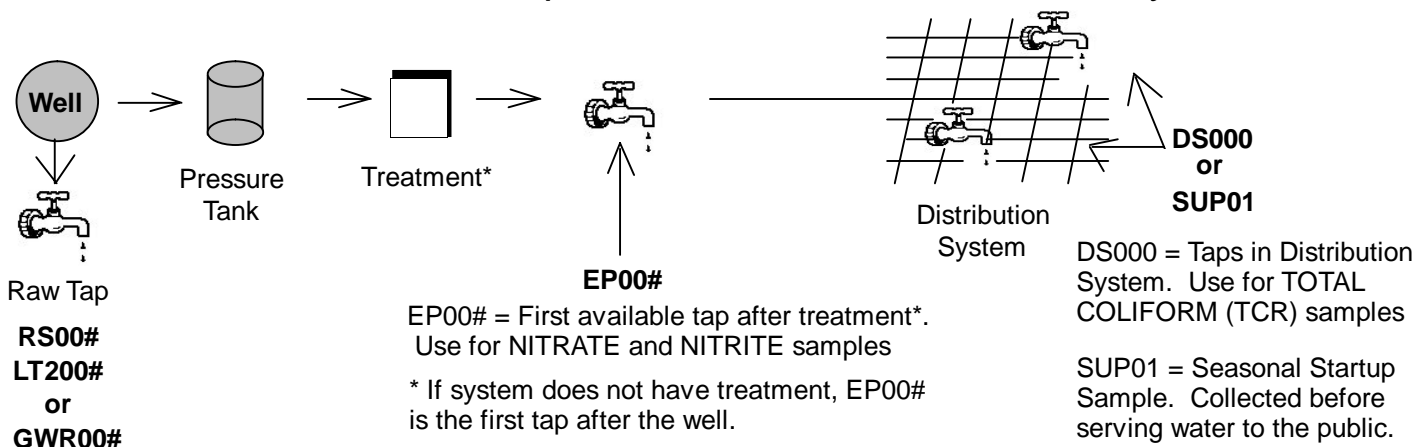 Well
Pressure
Tank
Treatment*
Raw Tap
RS00#
LT200#
or
GWR00#
EP00#
EP00# = First available tap after treatment*.
Use for NITRATE and NITRITE samples
* If system does not have treatment, EP00#
is the first tap after the well.
Distribution
System
DS000
or
SUP01
DS000 = Taps in Distribution
System. Use for TOTAL
COLIFORM (TCR) samples
SUP01 = Seasonal Startup
Sample. Collected before
serving water to the public.